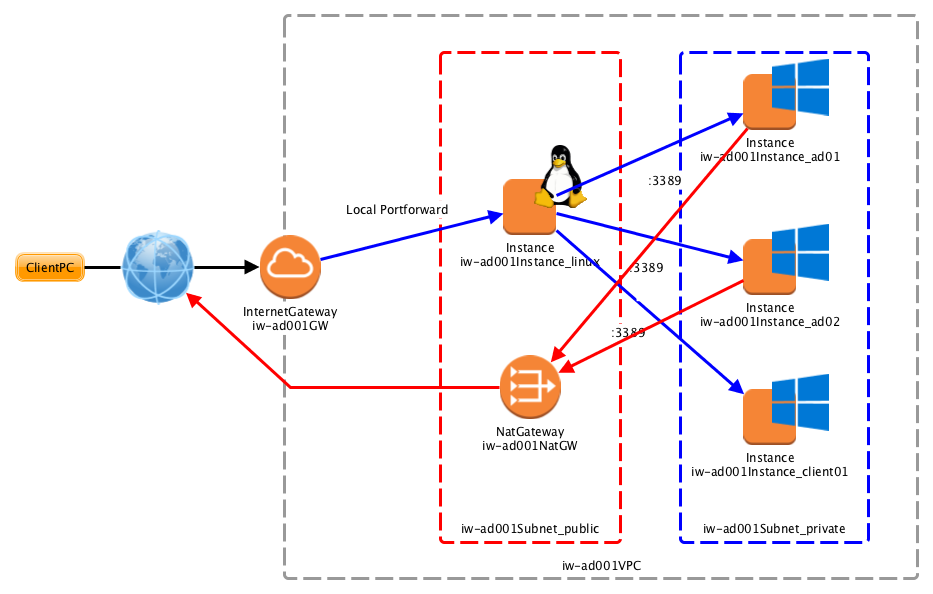 Instance
iw-ad001Instance_ad01
:3389
Local Portforward
Instance
iw-ad001Instance_linux
ClientPC
:3389
InternetGateway
iw-ad001GW
Instance
iw-ad001Instance_ad02
:3389
NatGateway
iw-ad001NatGW
Instance
iw-ad001Instance_client01
iw-ad001Subnet_public
iw-ad001Subnet_private
iw-ad001VPC